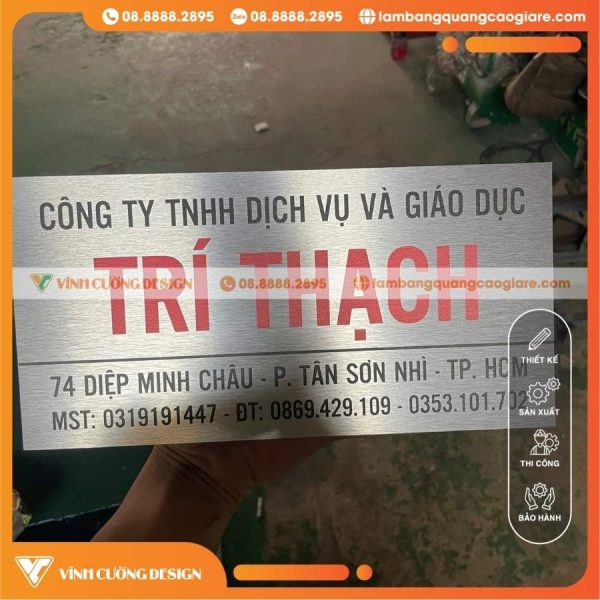 08.8888.2895 Zalo 08.8888.2895 lambangquangcaogiare.com
CÔNG TY TNHH DỊCH VỤ VÀ GIÁO DỤC
TRÍ THẠCH
VĨNH CƯỜNG DESIGN 08.8888.2895 lambangquangcaogiare.com
74 DIỆP MINH CHÂU - P. TÂN SƠN NHÌ - TP. HCM
MST: 0319191447 - ĐT: 0869.429.109 - 0353.101.702
THIẾT KẾ
SẢN XUẤT
THI CÔNG
BẢO HÀNH
VĨNH CƯỜNG DESIGN